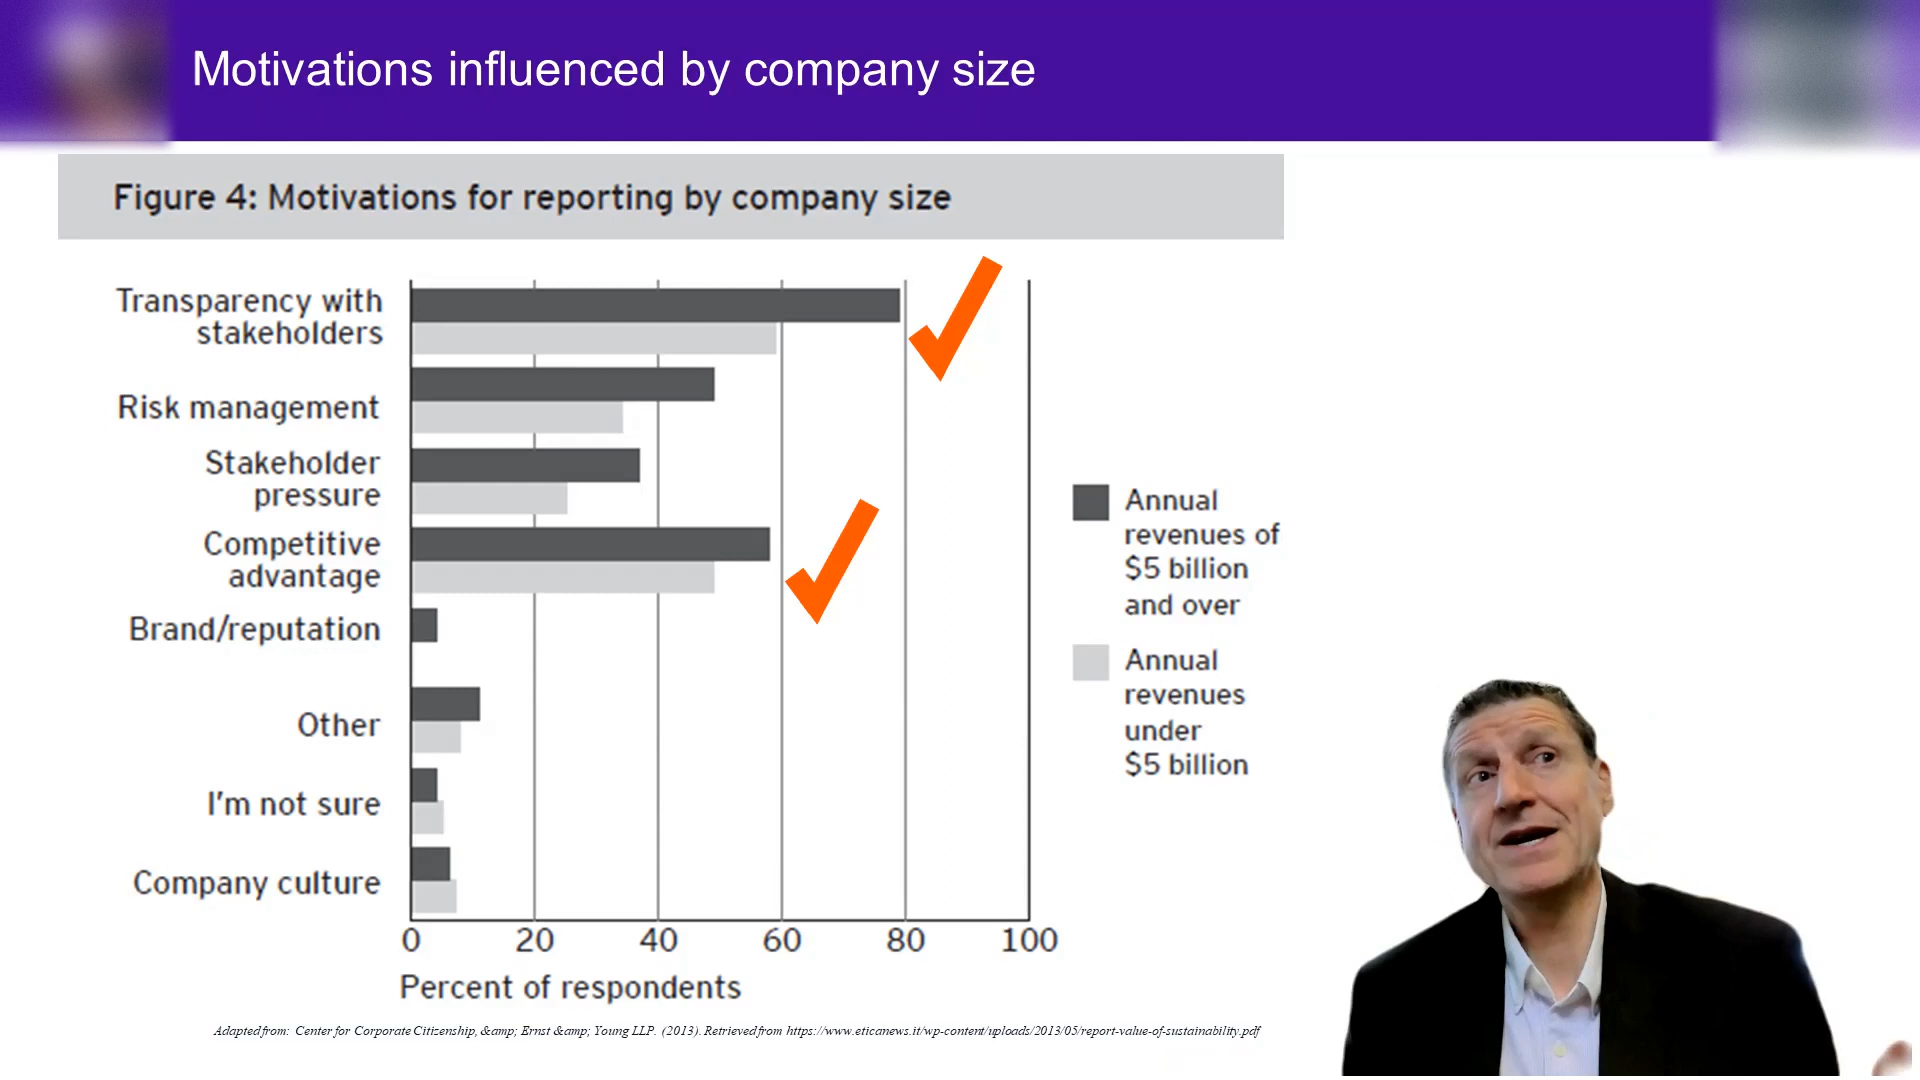 Motivations influenced by company size
Figure 4: Motivations for reporting by company size
Transparency with
stakeholders
Risk management
Stakeholder
pressure
Competitive
advantage
Brand/reputation
Other
I'm not sure
Company culture
0 20 40 60 80 100
Percent of respondents
Annual
revenues of
$5 billion
and over
Annual
revenues
under
$5 billion
Adapted from: Center for Corporate Citizenship, &amp; Ernst &amp; Young LLP. (2013). Retrieved from https://www.eticanews.it/wp-content/uploads/2013/05/report-value-of-sustainability.pdf